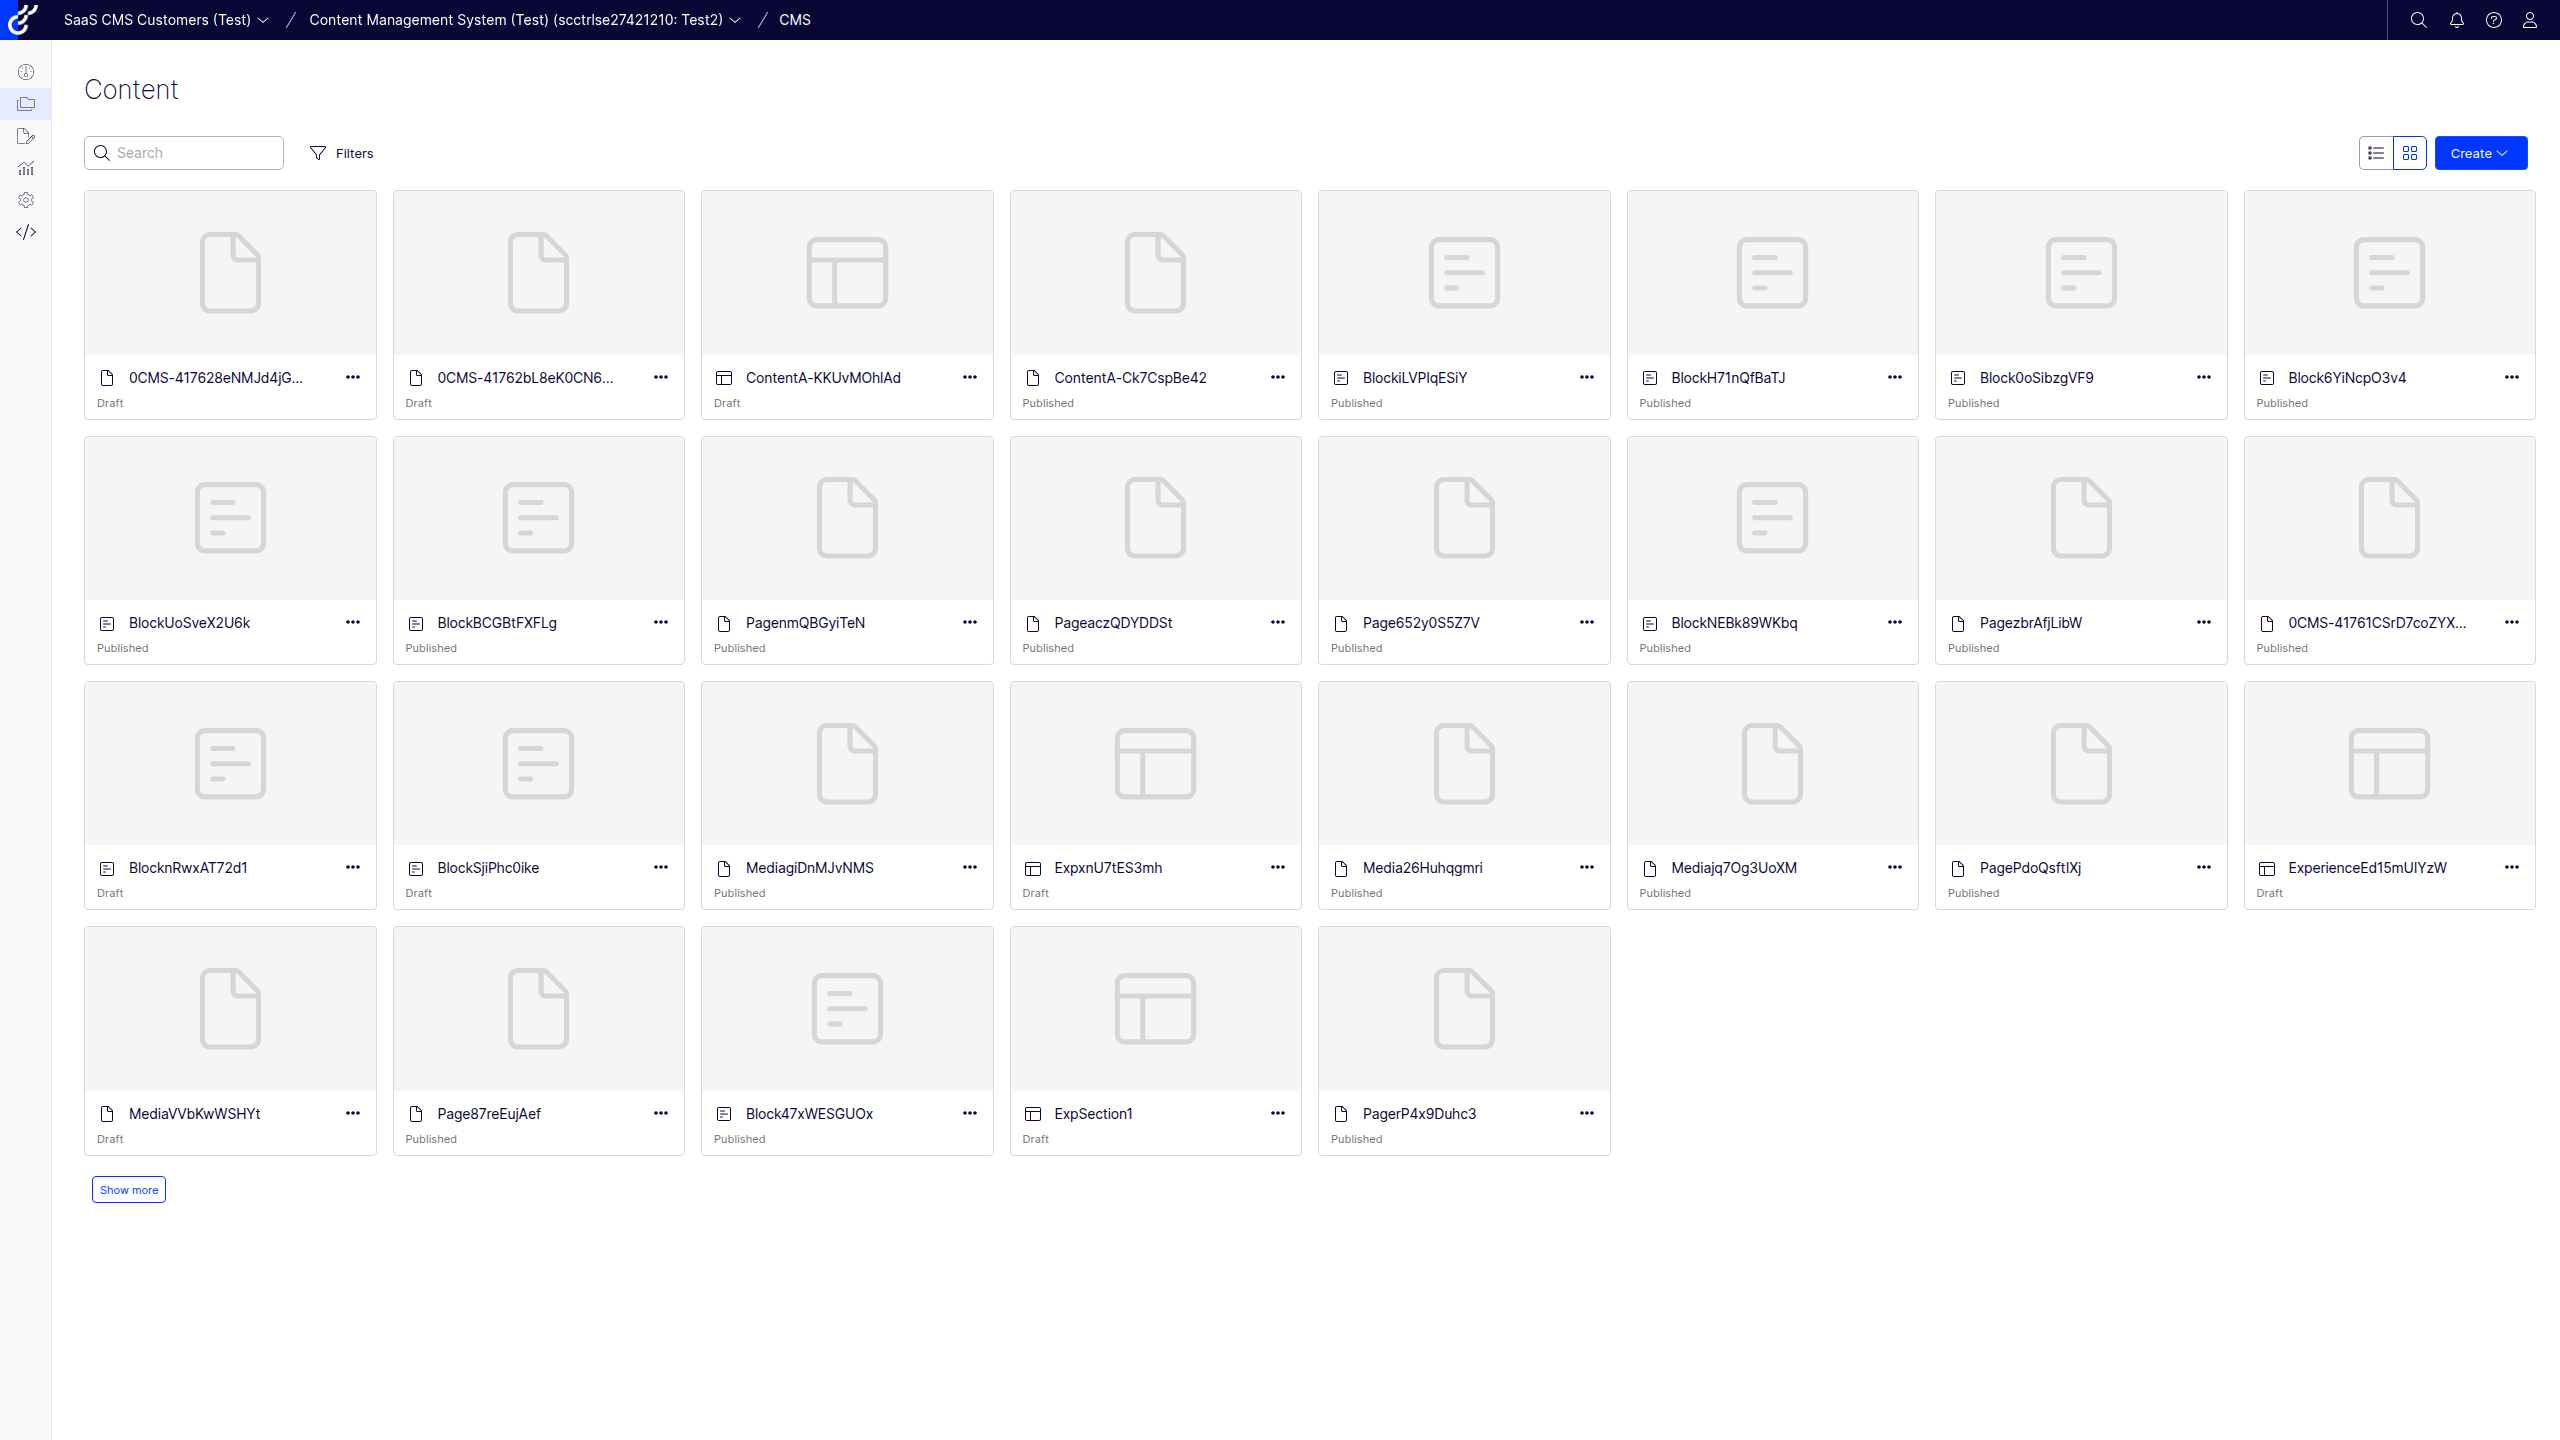 SaaS CMS Customers (Test) / Content Management System (Test) (scctrlse27421210: Test2) / CMS
Content
Search
Filters
Create
0CMS-417628eNMJd4jG...
0CMS-41762bL8eK0CN6...
ContentA-KKUvMOhlAd
ContentA-Ck7CspBe42
BlockiLVPlqESiY
BlockH71nQfBaTJ
Block0oSibzgVF9
Block6YiNcpO3v4
Draft
Draft
Draft
Published
Published
Published
Published
Published
BlockUoSveX2U6k
BlockBCGBtFXFLg
PagenmQBGyiTeN
PageaczQDYDDSt
Page652y0S5Z7V
BlockNEBk89WKbq
PagezbrAfjLibW
0CMS-41761CSrD7coZYX...
Published
Published
Published
Published
Published
Published
Published
Published
BlocknRwxAT72d1
BlockSjiPhc0ike
MediagiDnMJvNMS
ExpxnU7tES3mh
Media26Huhqgmri
Mediajq7Og3UoXM
PagePdoQsftIXj
ExperienceEd15mUIYzW
Draft
Draft
Published
Draft
Published
Published
Published
Draft
MediaVVbKwWSHYt
Page87reEujAef
Block47xWESGUOx
ExpSection1
PagerP4x9Duhc3
Draft
Published
Published
Draft
Published
Show more